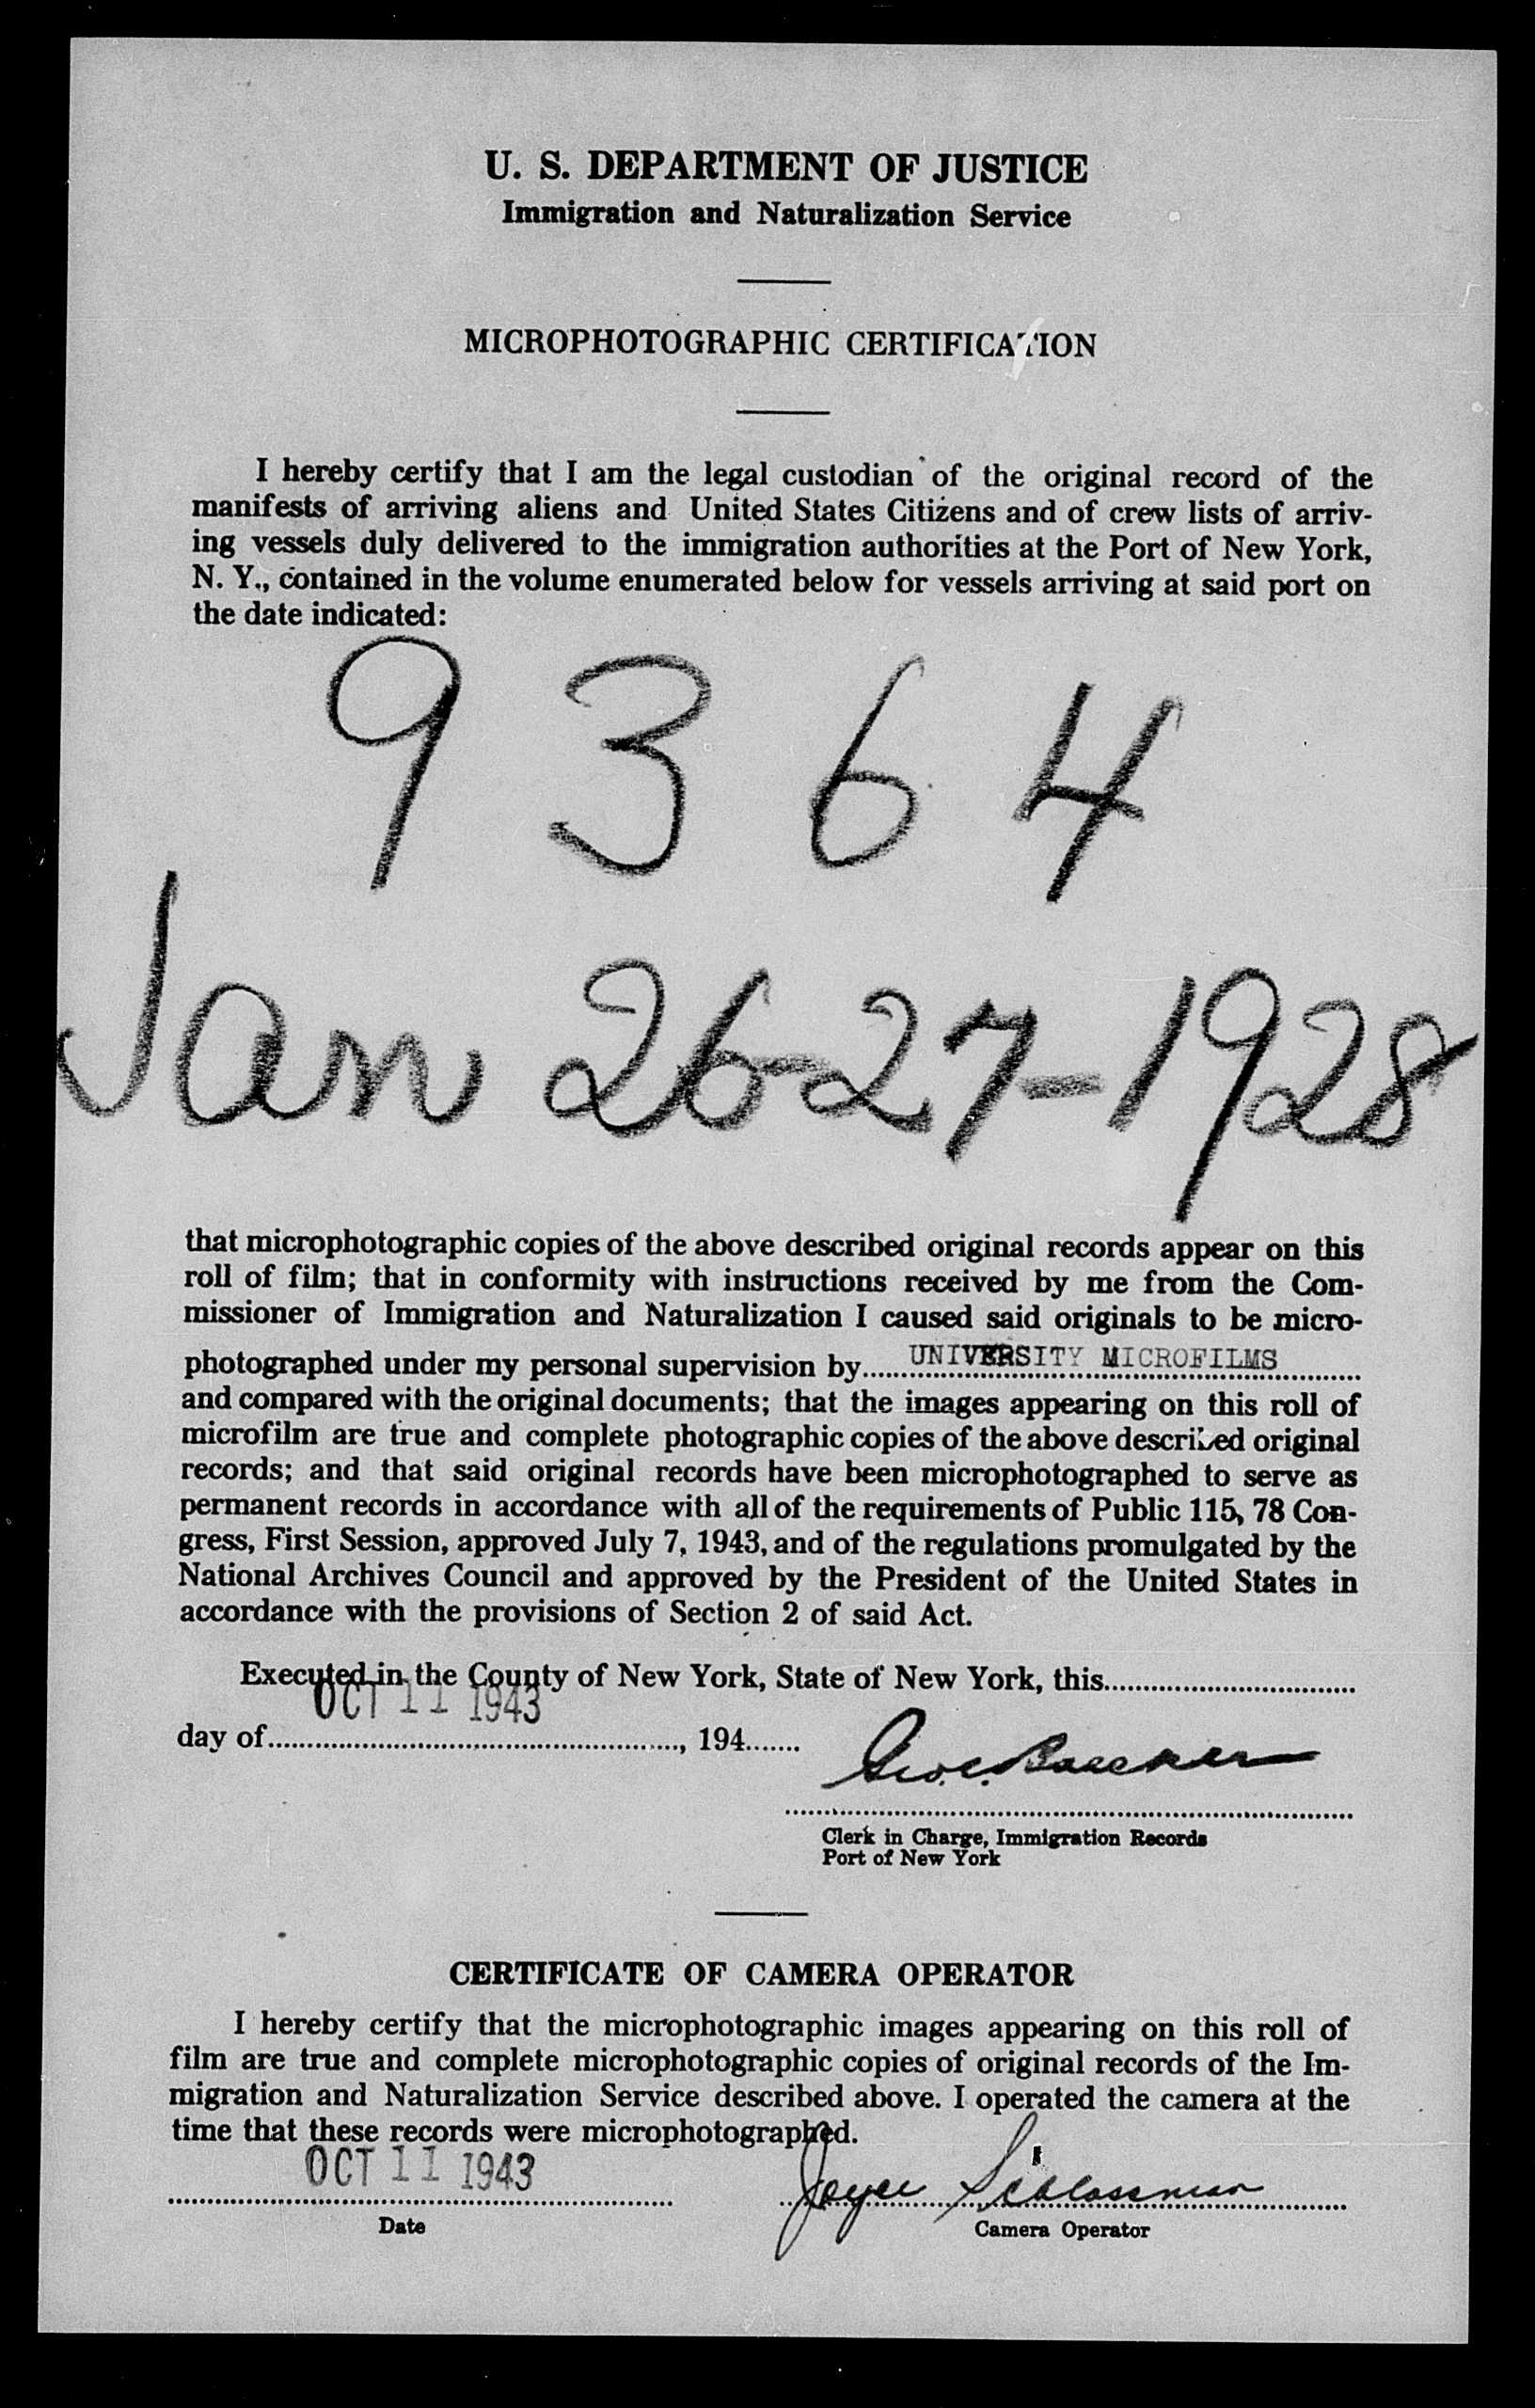 U. S. DEPARTMENT OF JUSTICE
Immigration and Naturalization Service
MICROPHOTOGRAPHIC CERTIFICATION
I hereby certify that I am the legal custodian of the original record of the
manifests of arriving aliens and United States Citizens and of crew lists of arriv-
ing vessels duly delivered to the immigration authorities at the Port of New York,
N. Y., contained in the volume enumerated below for vessels arriving at said port on
the date indicated:
9 3 6 4
Jan 26-27-1928
that microphotographic copies of the above described original records appear on this
roll of film; that in conformity with instructions received by me from the Com-
missioner of Immigration and Naturalization I caused said originals to be micro-
photographed under my personal supervision by UNIVERSITY MICROFILMS
and compared with the original documents; that the images appearing on this roll of
microfilm are true and complete photographic copies of the above described original
records; and that said original records have been microphotographed to serve as
permanent records in accordance with all of the requirements of Public 115, 78 Con-
gress, First Session, approved July 7, 1943, and of the regulations promulgated by the
National Archives Council and approved by the President of the United States in
accordance with the provisions of Section 2 of said Act.
Executed in the County of New York, State of New York, this
OCT 11 1943
day of , 194
Clerk in Charge, Immigration Records
Port of New York
CERTIFICATE OF CAMERA OPERATOR
I hereby certify that the microphotographic images appearing on this roll of
film are true and complete microphotographic copies of original records of the Im-
migration and Naturalization Service described above. I operated the camera at the
time that these records were microphotographed.
OCT 11 1943 Joyce Schlossman
Date Camera Operator